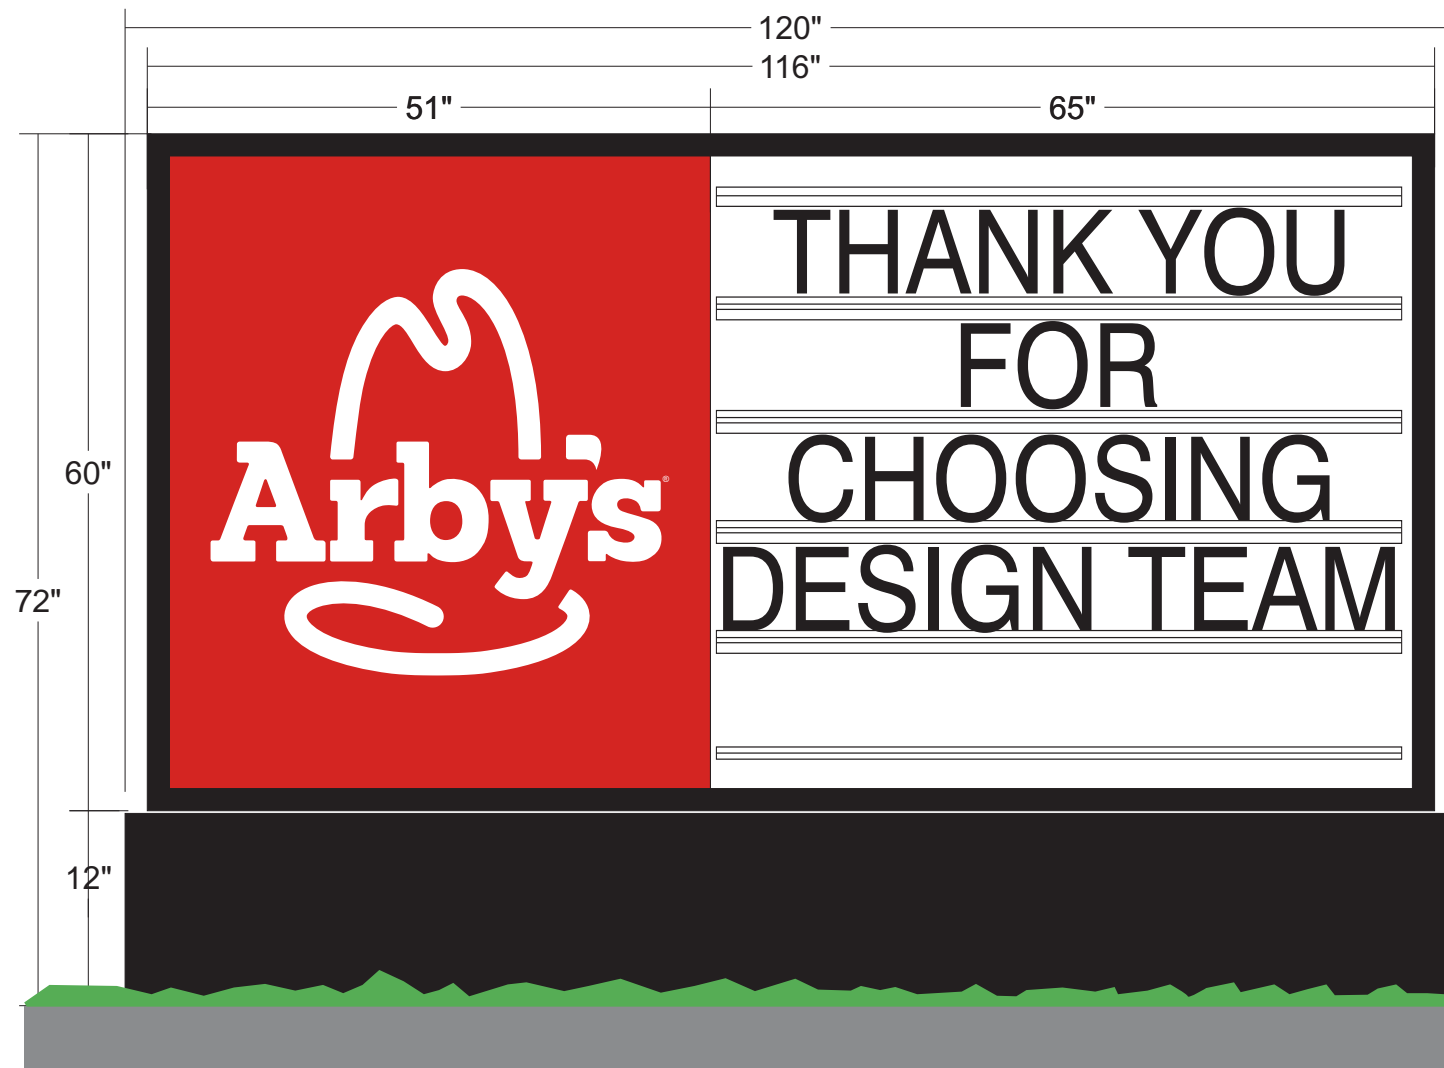 120"
116"
51" 65"
Arby's®
THANK YOU
FOR
CHOOSING
DESIGN TEAM
60"
72"
12"